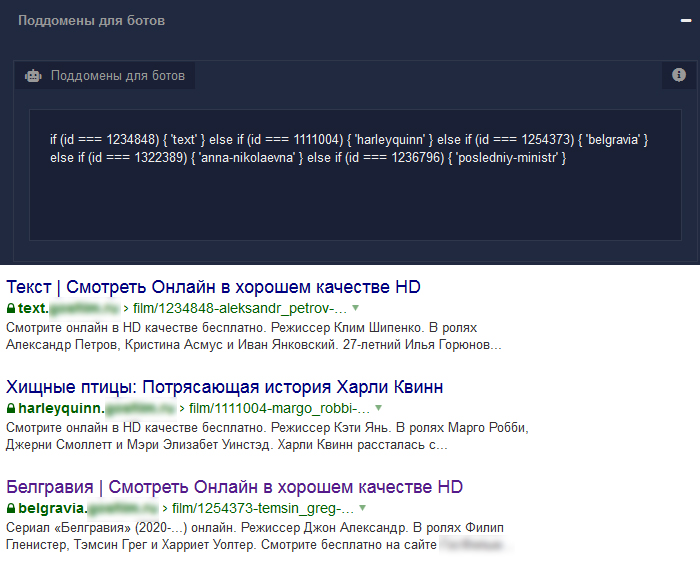 Поддомены для ботов
Поддомены для ботов
if (id === 1234848) { 'text' } else if (id === 1111004) { 'harleyquinn' } else if (id === 1254373) { 'belgravia' }
else if (id === 1322389) { 'anna-nikolaevna' } else if (id === 1236796) { 'posledniy-ministr' }
Текст | Смотреть Онлайн в хорошем качестве HD
text. › film/1234848-aleksandr_petrov-…
Смотрите онлайн в HD качестве бесплатно. Режиссер Клим Шипенко. В ролях
Александр Петров, Кристина Асмус и Иван Янковский. 27-летний Илья Горюнов...
Хищные птицы: Потрясающая история Харли Квинн
harleyquinn. › film/1111004-margo_robbi-…
Смотрите онлайн в HD качестве бесплатно. Режиссер Кэти Янь. В ролях Марго Робби,
Джерни Смоллетт и Мэри Элизабет Уинстэд. Харли Квинн рассталась с...
Белгравия | Смотреть Онлайн в хорошем качестве HD
belgravia. › film/1254373-temsin_greg-…
Сериал «Белгравия» (2020-...) онлайн. Режиссер Джон Александр. В ролях Филип
Гленистер, Тэмсин Грег и Харриет Уолтер. Смотрите бесплатно на сайте